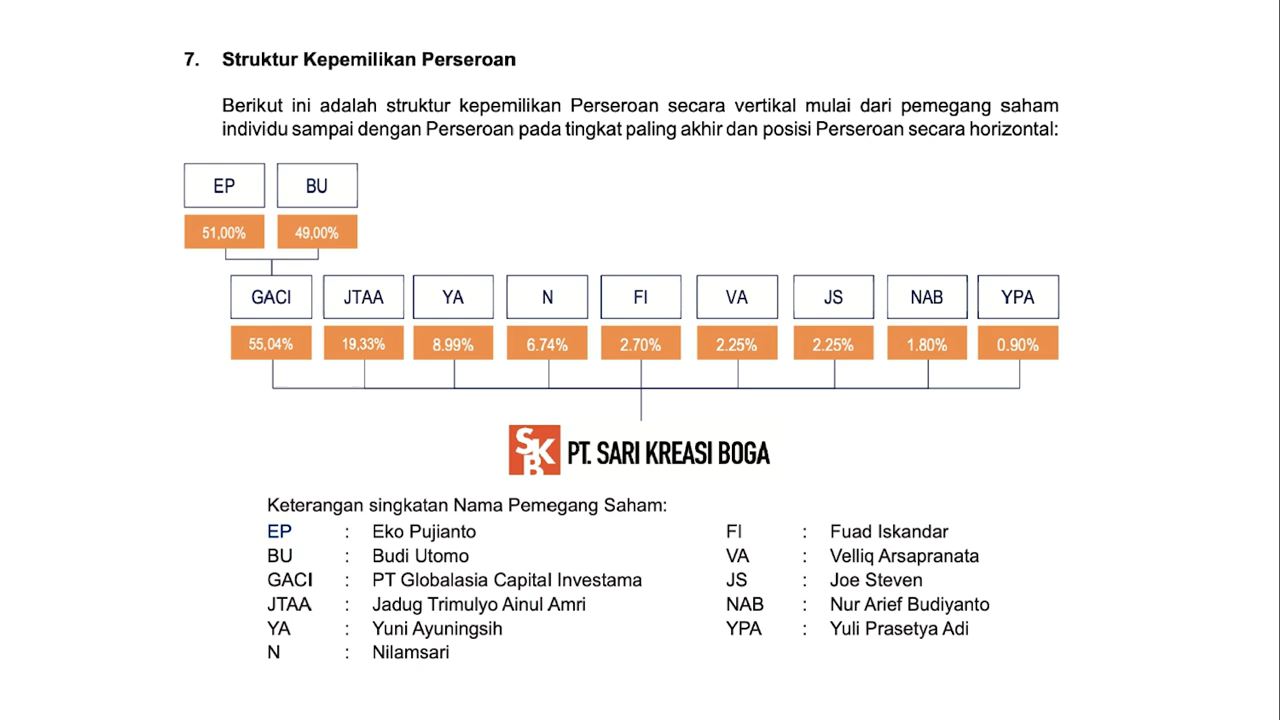 7. Struktur Kepemilikan Perseroan
Berikut ini adalah struktur kepemilikan Perseroan secara vertikal mulai dari pemegang saham
individu sampai dengan Perseroan pada tingkat paling akhir dan posisi Perseroan secara horizontal:
EP BU
51,00% 49,00%
GACI JTAA YA N FI VA JS NAB YPA
55,04% 19,33% 8.99% 6.74% 2.70% 2.25% 2.25% 1.80% 0.90%
SKB PT. SARI KREASI BOGA
Keterangan singkatan Nama Pemegang Saham:
EP : Eko Pujianto FI : Fuad Iskandar
BU : Budi Utomo VA : Velliq Arsapranata
GACI : PT Globalasia Capital Investama JS : Joe Steven
JTAA : Jadug Trimulyo Ainul Amri NAB : Nur Arief Budiyanto
YA : Yuni Ayuningsih YPA : Yuli Prasetya Adi
N : Nilamsari